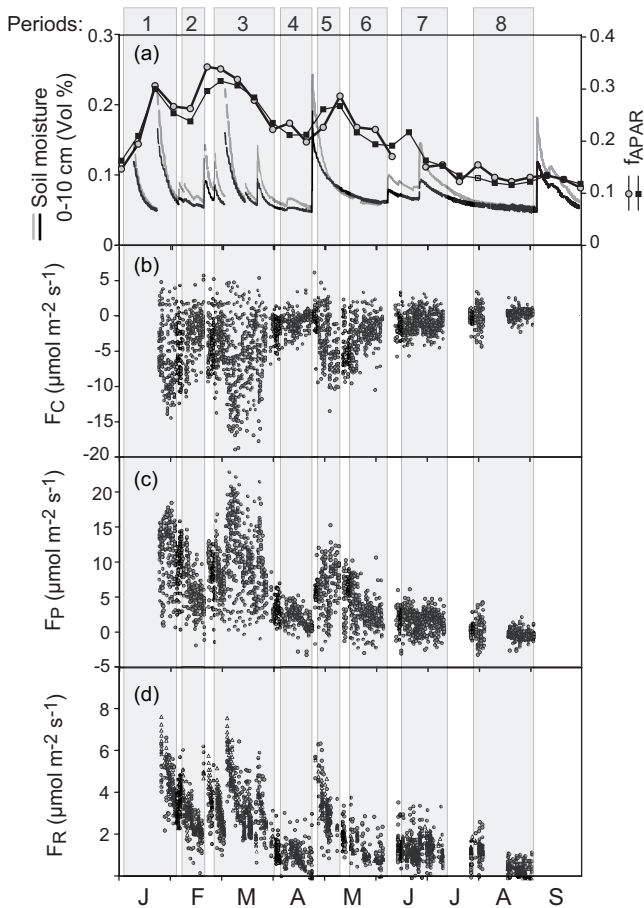 Periods: 1 2 3 4 5 6 7 8
(a)
0.3
0.2
0.1
0
Soil moisture
0-10 cm (Vol %)
0.4
0.3
0.2
0.1
0
fAPAR
(b)
5
0
-5
-10
-15
-20
FC (μmol m-2 s-1)
(c)
20
15
10
5
0
-5
FP (μmol m-2 s-1)
(d)
8
6
4
2
FR (μmol m-2 s-1)
J F M A M J J A S